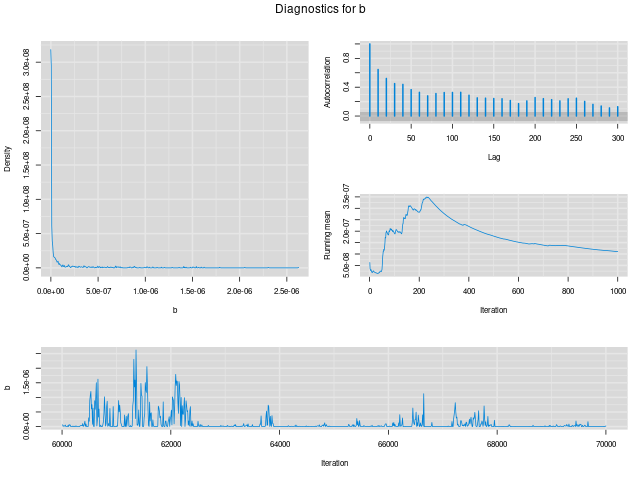 Diagnostics for b
Density
0.0e+00
5.0e-07
1.0e+08
1.5e+08
2.0e+08
2.5e+08
3.0e+08
0.0e+00 5.0e-07 1.0e-06 1.5e-06 2.0e-06 2.5e-06
b
Autocorrelation
0.0 0.4 0.8
0 50 100 150 200 250 300
Lag
Running mean
5.0e-08 2.0e-07 3.5e-07
0 200 400 600 800 1000
Iteration
b
0.0e+00 1.5e-06
60000 62000 64000 66000 68000 70000
Iteration